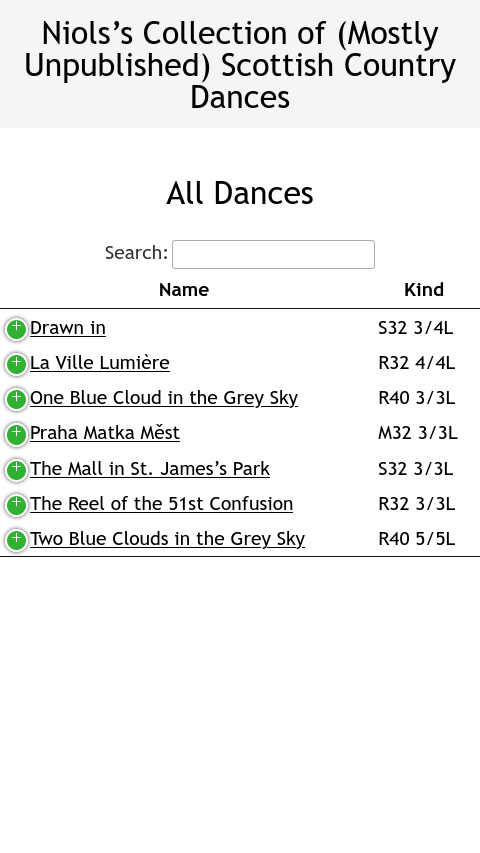 Niols’s Collection of (Mostly
Unpublished) Scottish Country
Dances
All Dances
Search:
Name Kind
Drawn in S32 3/4L
La Ville Lumière R32 4/4L
One Blue Cloud in the Grey Sky R40 3/3L
Praha Matka Měst M32 3/3L
The Mall in St. James’s Park S32 3/3L
The Reel of the 51st Confusion R32 3/3L
Two Blue Clouds in the Grey Sky R40 5/5L